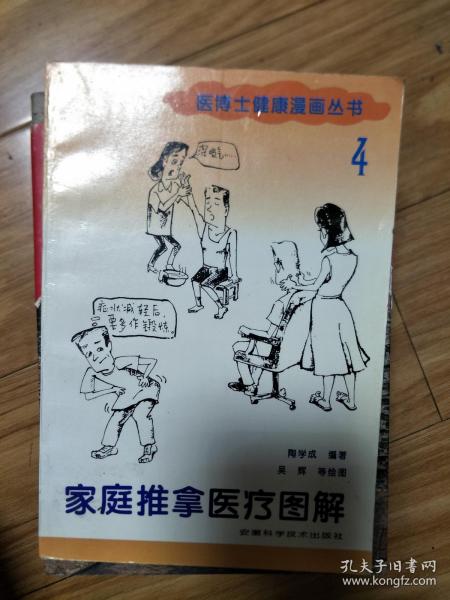 医博士健康漫画丛书
4
症状减轻后,
要多作锻炼。
陶学成 编著
吴辉 等绘图
家庭推拿医疗图解
安徽科学技术出版社
孔夫子旧书网
www.kongfz.com